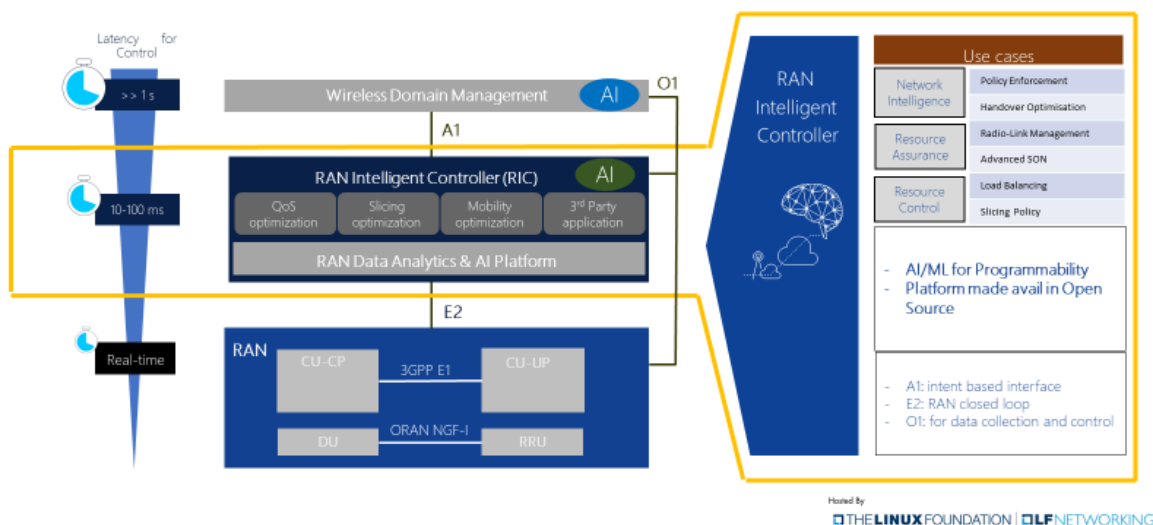 Latency for
Control
>> 1 s
10-100 ms
Real-time
Wireless Domain Management
AI
O1
A1
RAN Intelligent Controller (RIC)
AI
QoS
optimization
Slicing
optimization
Mobility
optimization
3rd Party
application
RAN Data Analytics & AI Platform
E2
RAN
CU-CP
3GPP E1
CU-UP
DU
ORAN NGF-I
RRU
RAN
Intelligent
Controller
Use cases
Network
Intelligence
Policy Enforcement
Handover Optimisation
Resource
Assurance
Radio-Link Management
Advanced SON
Resource
Control
Load Balancing
Slicing Policy
- AI/ML for Programmability
- Platform made avail in Open
Source
- A1: intent based interface
- E2: RAN closed loop
- O1: for data collection and control
Hosted By
THE LINUX FOUNDATION | LF NETWORKING